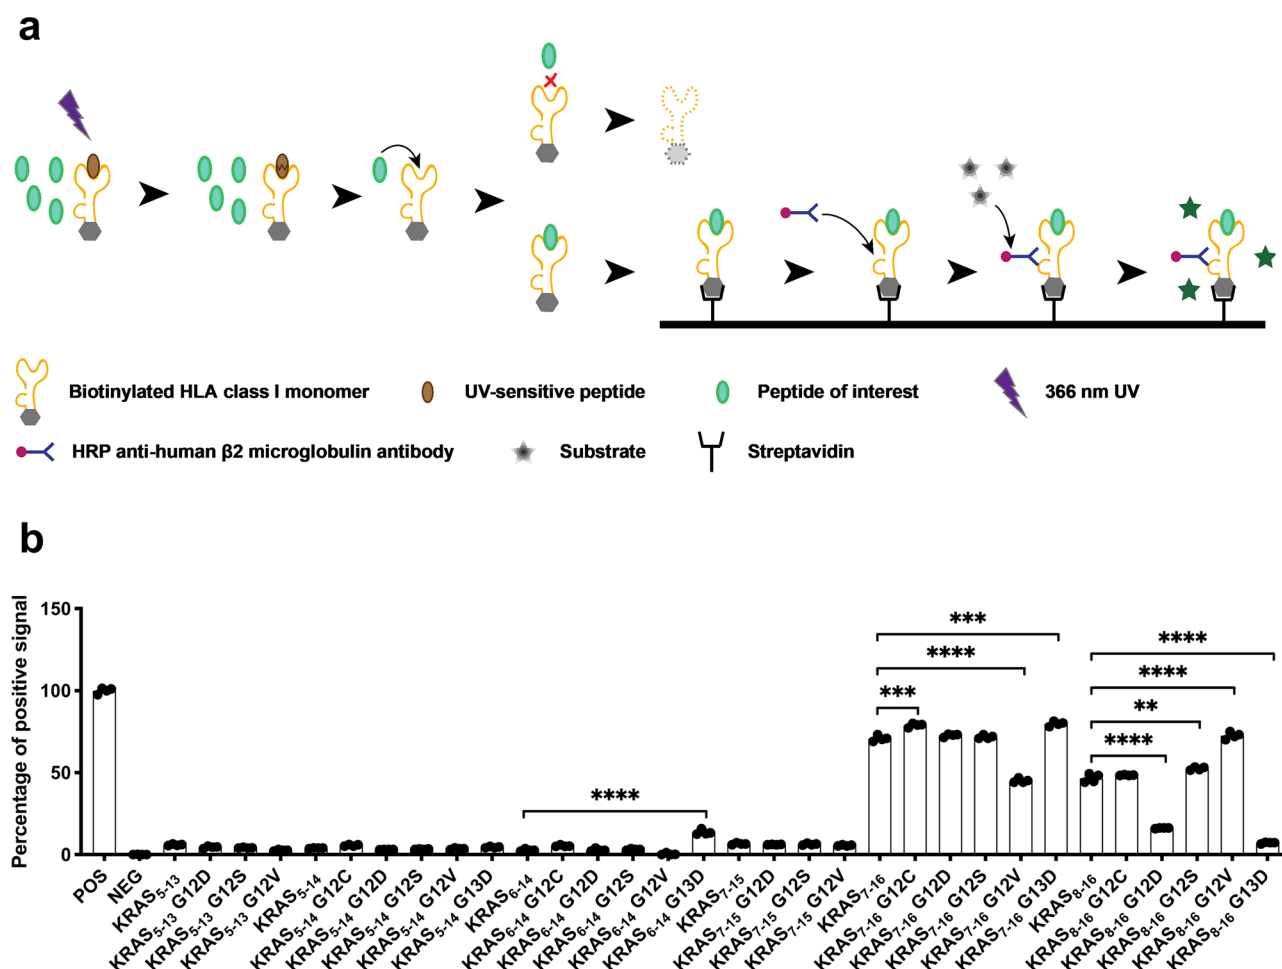 a
Biotinylated HLA class I monomer
UV-sensitive peptide
Peptide of interest
366 nm UV
HRP anti-human β2 microglobulin antibody
Substrate
Streptavidin
b
Percentage of positive signal
150
100
50
0
****
***
****
***
****
****
**
****
POS
NEG
KRAS5-13
KRAS5-13 G12D
KRAS5-13 G12S
KRAS5-13 G12V
KRAS5-14
KRAS5-14 G12C
KRAS5-14 G12D
KRAS5-14 G12S
KRAS5-14 G12V
KRAS5-14 G13D
KRAS6-14
KRAS6-14 G12C
KRAS6-14 G12D
KRAS6-14 G12S
KRAS6-14 G12V
KRAS6-14 G13D
KRAS7-15
KRAS7-15 G12D
KRAS7-15 G12S
KRAS7-15 G12V
KRAS7-16
KRAS7-16 G12C
KRAS7-16 G12D
KRAS7-16 G12S
KRAS7-16 G12V
KRAS7-16 G13D
KRAS8-16
KRAS8-16 G12C
KRAS8-16 G12D
KRAS8-16 G12S
KRAS8-16 G12V
KRAS8-16 G13D